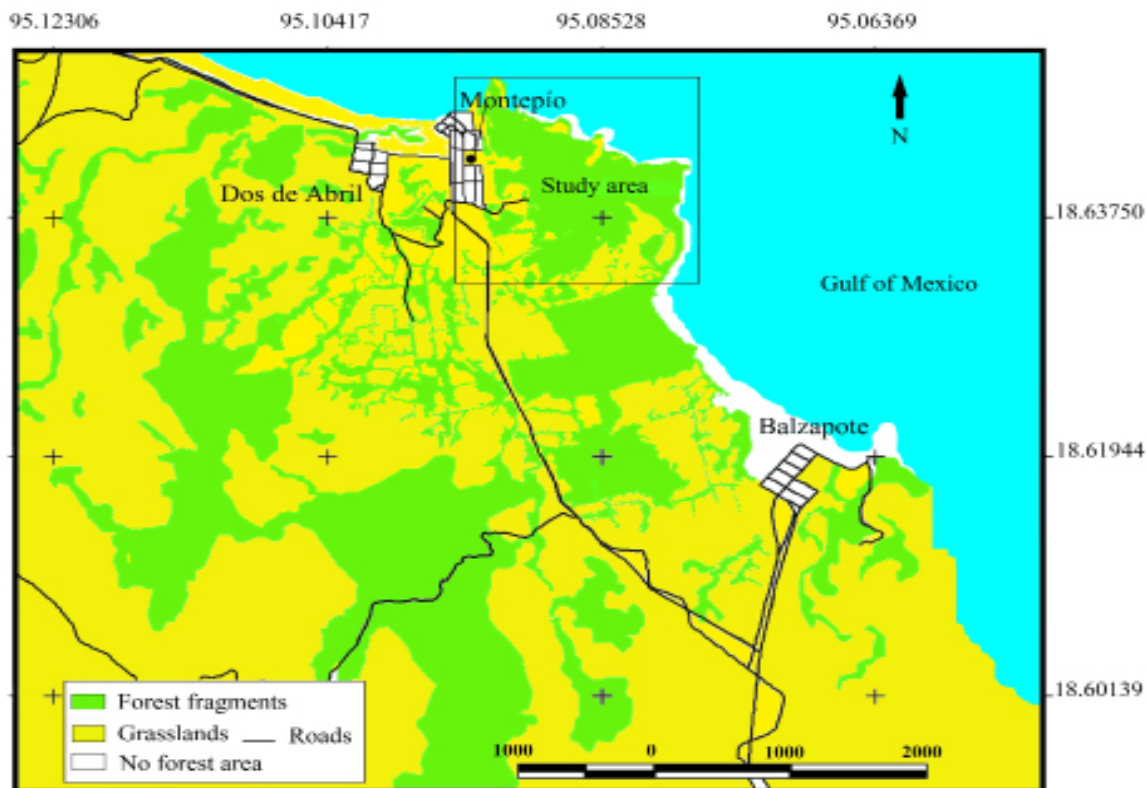 95.12306 95.10417 95.08528 95.06369
Montepío
N
Dos de Abril
Study area
18.63750
Gulf of Mexico
Balzapote
18.61944
18.60139
Forest fragments
Grasslands Roads
No forest area
1000 0 1000 2000